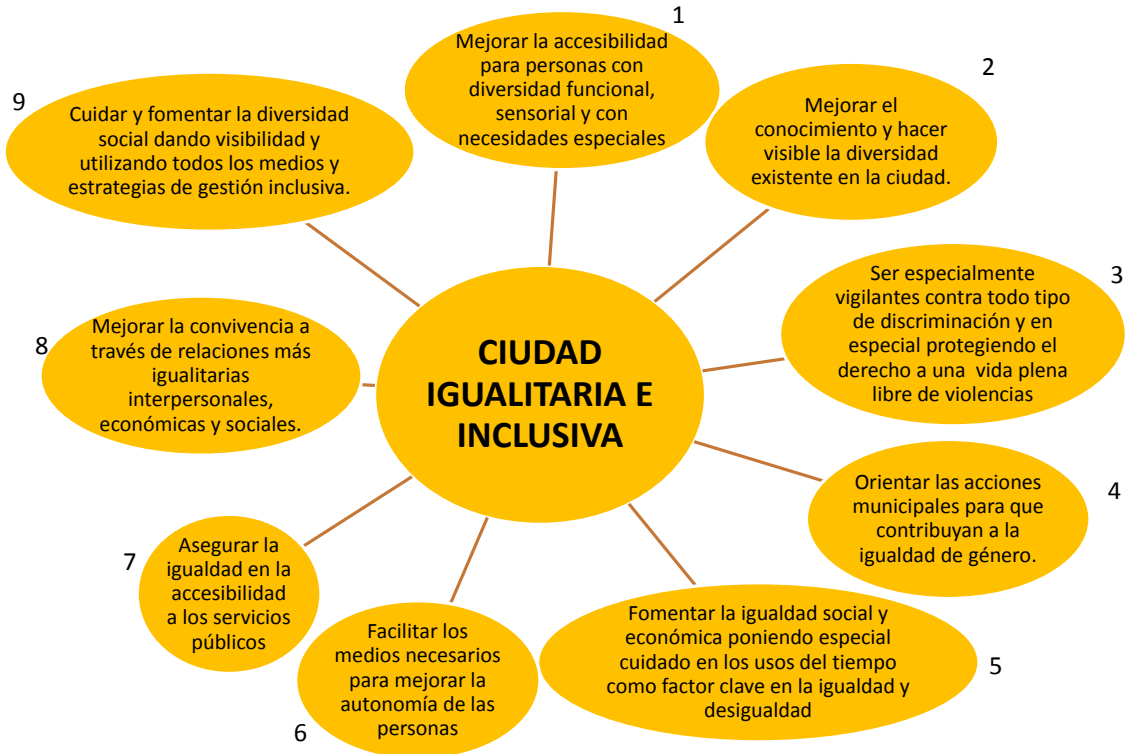 1
Mejorar la accesibilidad
para personas con
diversidad funcional,
sensorial y con
necesidades especiales
2
Mejorar el
conocimiento y hacer
visible la diversidad
existente en la ciudad.
3
Ser especialmente
vigilantes contra todo tipo
de discriminación y en
especial protegiendo el
derecho a una vida plena
libre de violencias
4
Orientar las acciones
municipales para que
contribuyan a la
igualdad de género.
5
Fomentar la igualdad social y
económica poniendo especial
cuidado en los usos del tiempo
como factor clave en la igualdad y
desigualdad
6
Facilitar los
medios necesarios
para mejorar la
autonomía de las
personas
7
Asegurar la
igualdad en la
accesibilidad
a los servicios
públicos
8
Mejorar la convivencia a
través de relaciones más
igualitarias
interpersonales,
económicas y sociales.
9
Cuidar y fomentar la diversidad
social dando visibilidad y
utilizando todos los medios y
estrategias de gestión inclusiva.
CIUDAD
IGUALITARIA E
INCLUSIVA